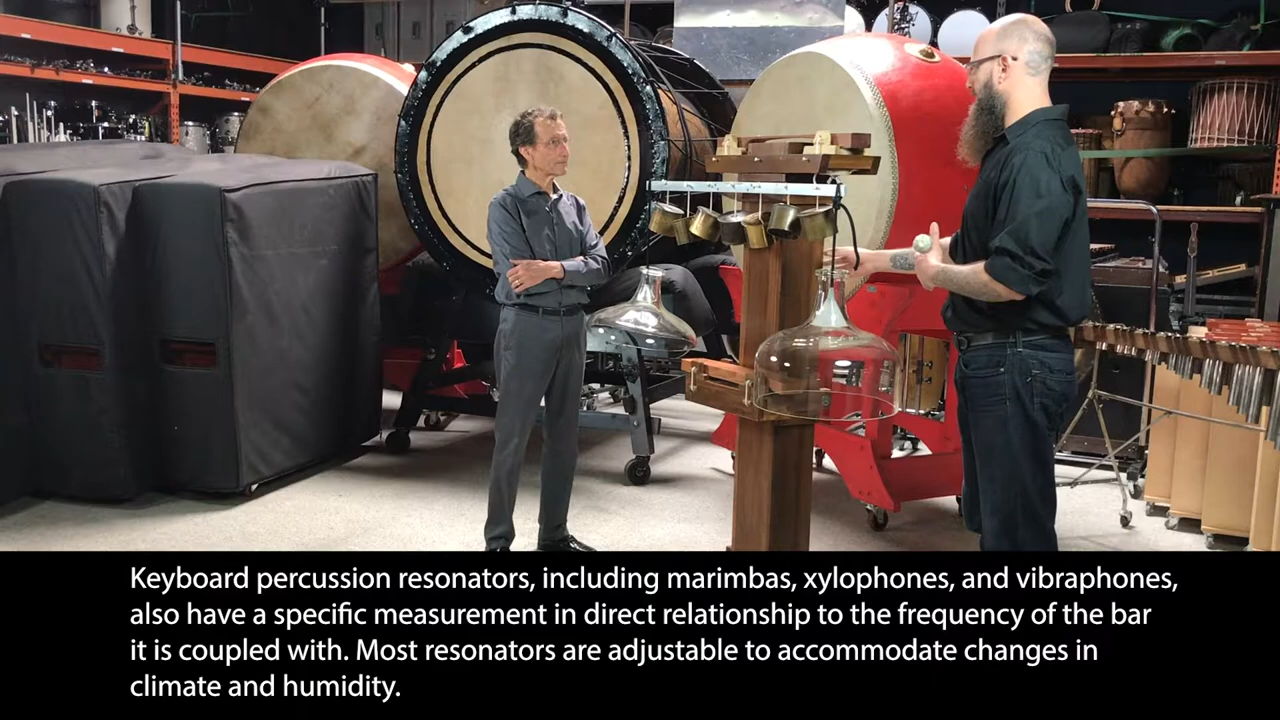 Keyboard percussion resonators, including marimbas, xylophones, and vibraphones,
also have a specific measurement in direct relationship to the frequency of the bar
it is coupled with. Most resonators are adjustable to accommodate changes in
climate and humidity.